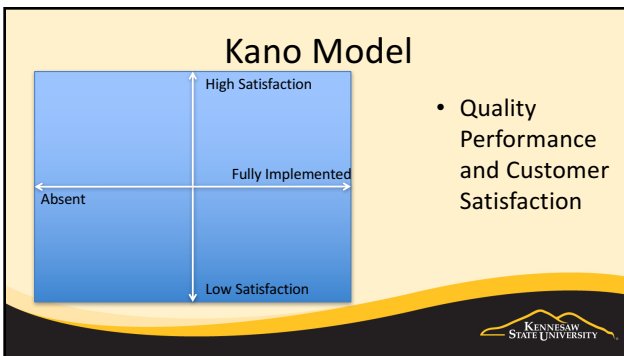 Kano Model
High Satisfaction
Fully Implemented
Absent
Low Satisfaction
• Quality
Performance
and Customer
Satisfaction
KENNESAW
STATE UNIVERSITY